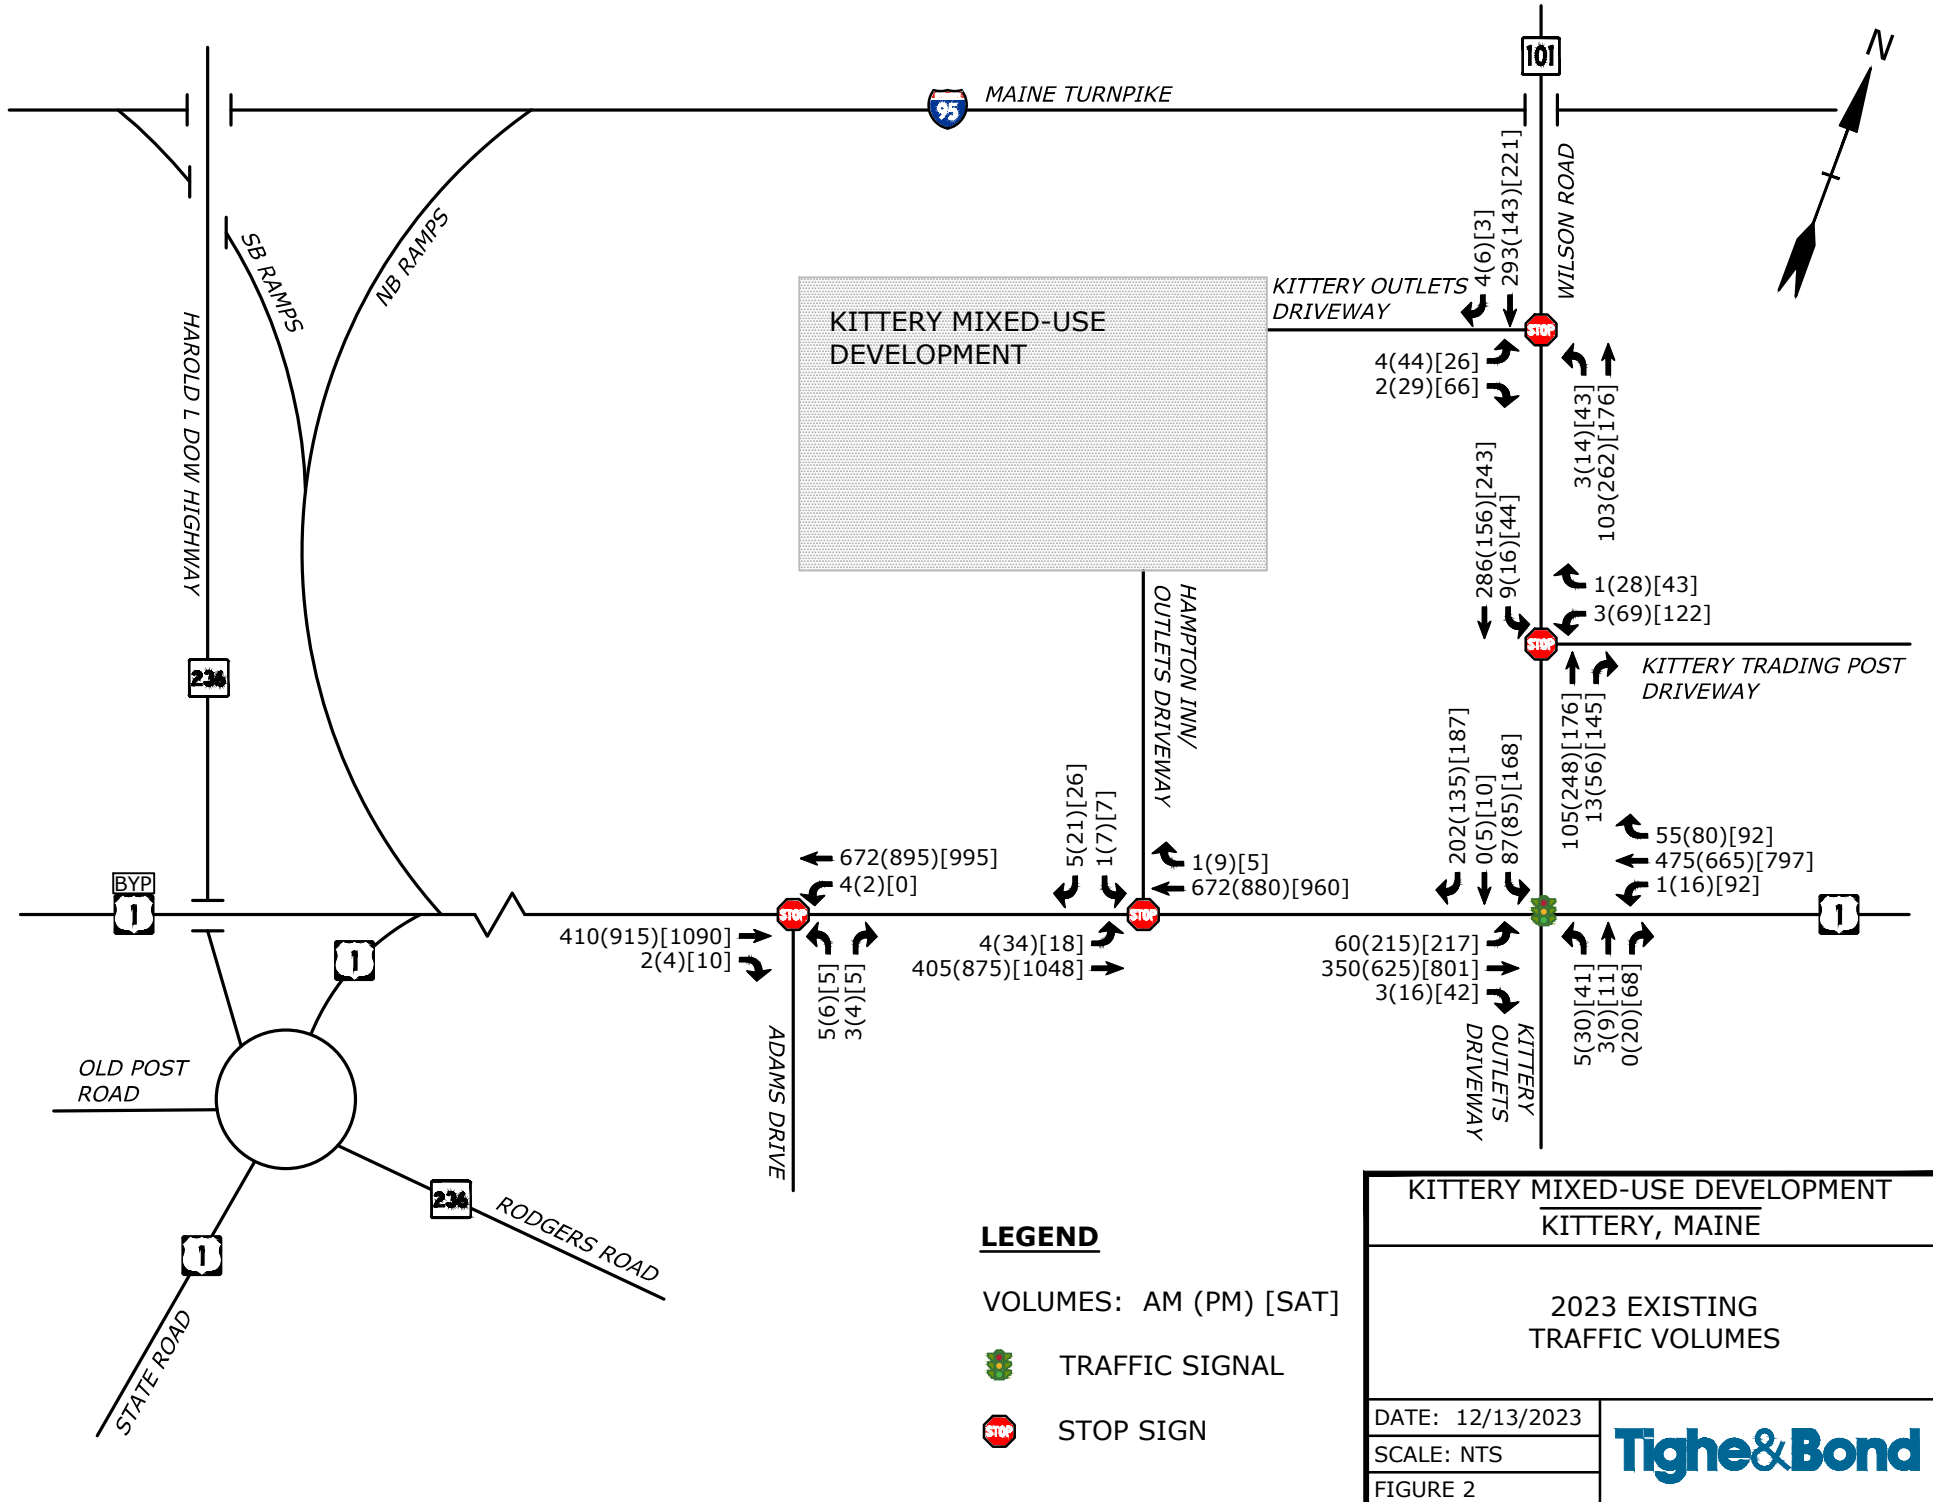 N
101
MAINE TURNPIKE
95
WILSON ROAD
4(6)[3]
293(143)[221]
SB RAMPS
NB RAMPS
HAROLD L DOW HIGHWAY
KITTERY MIXED-USE
DEVELOPMENT
KITTERY OUTLETS
DRIVEWAY
STOP
4(44)[26]
2(29)[66]
3(14)[43]
103(262)[176]
286(156)[243]
9(16)[44]
1(28)[43]
3(69)[122]
STOP
KITTERY TRADING POST
DRIVEWAY
HAMPTON INN/
OUTLETS DRIVEWAY
236
105(248)[176]
13(56)[145]
202(135)[187]
0(5)[10]
87(85)[168]
5(21)[26]
1(7)[7]
55(80)[92]
475(665)[797]
1(16)[92]
672(895)[995]
4(2)[0]
1(9)[5]
672(880)[960]
BYP
1
STOP
STOP
1
410(915)[1090]
2(4)[10]
4(34)[18]
405(875)[1048]
60(215)[217]
350(625)[801]
3(16)[42]
1
5(6)[5]
3(4)[5]
5(30)[41]
3(9)[11]
0(20)[68]
ADAMS DRIVE
KITTERY
OUTLETS
DRIVEWAY
OLD POST
ROAD
236
RODGERS ROAD
1
STATE ROAD
LEGEND
VOLUMES: AM (PM) [SAT]
TRAFFIC SIGNAL
STOP
STOP SIGN
KITTERY MIXED-USE DEVELOPMENT
KITTERY, MAINE
2023 EXISTING
TRAFFIC VOLUMES
DATE: 12/13/2023
SCALE: NTS
FIGURE 2
Tighe&Bond